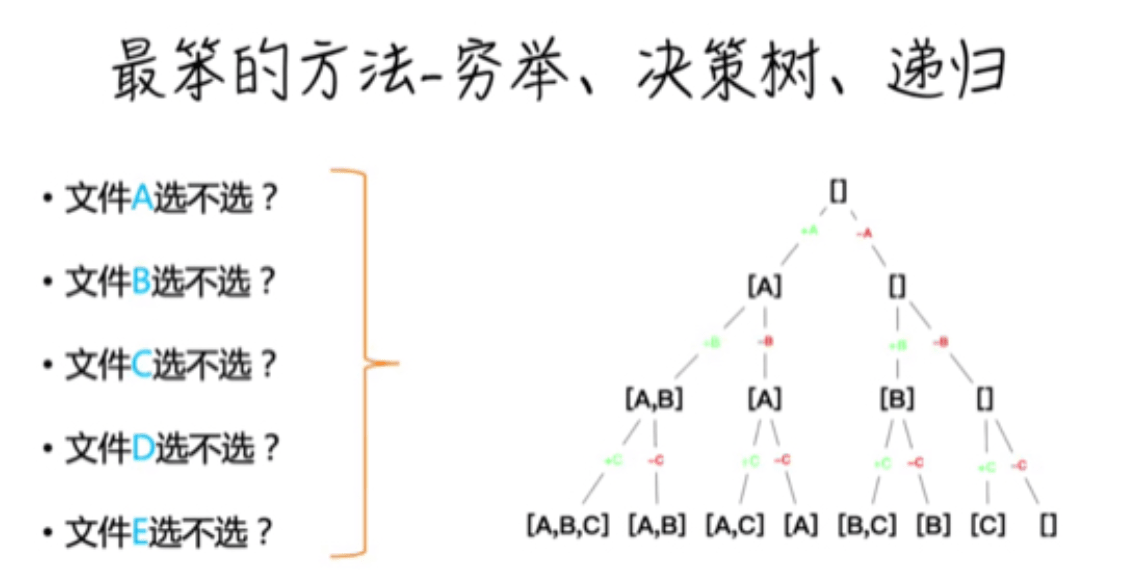 最笨的方法-穷举、决策树、递归
• 文件A选不选？
• 文件B选不选？
• 文件C选不选？
• 文件D选不选？
• 文件E选不选？
[]
+A -A
[A] []
+B -B +B -B
[A,B] [A] [B] []
+C -C +C -C +C -C +C -C
[A,B,C] [A,B] [A,C] [A] [B,C] [B] [C] []